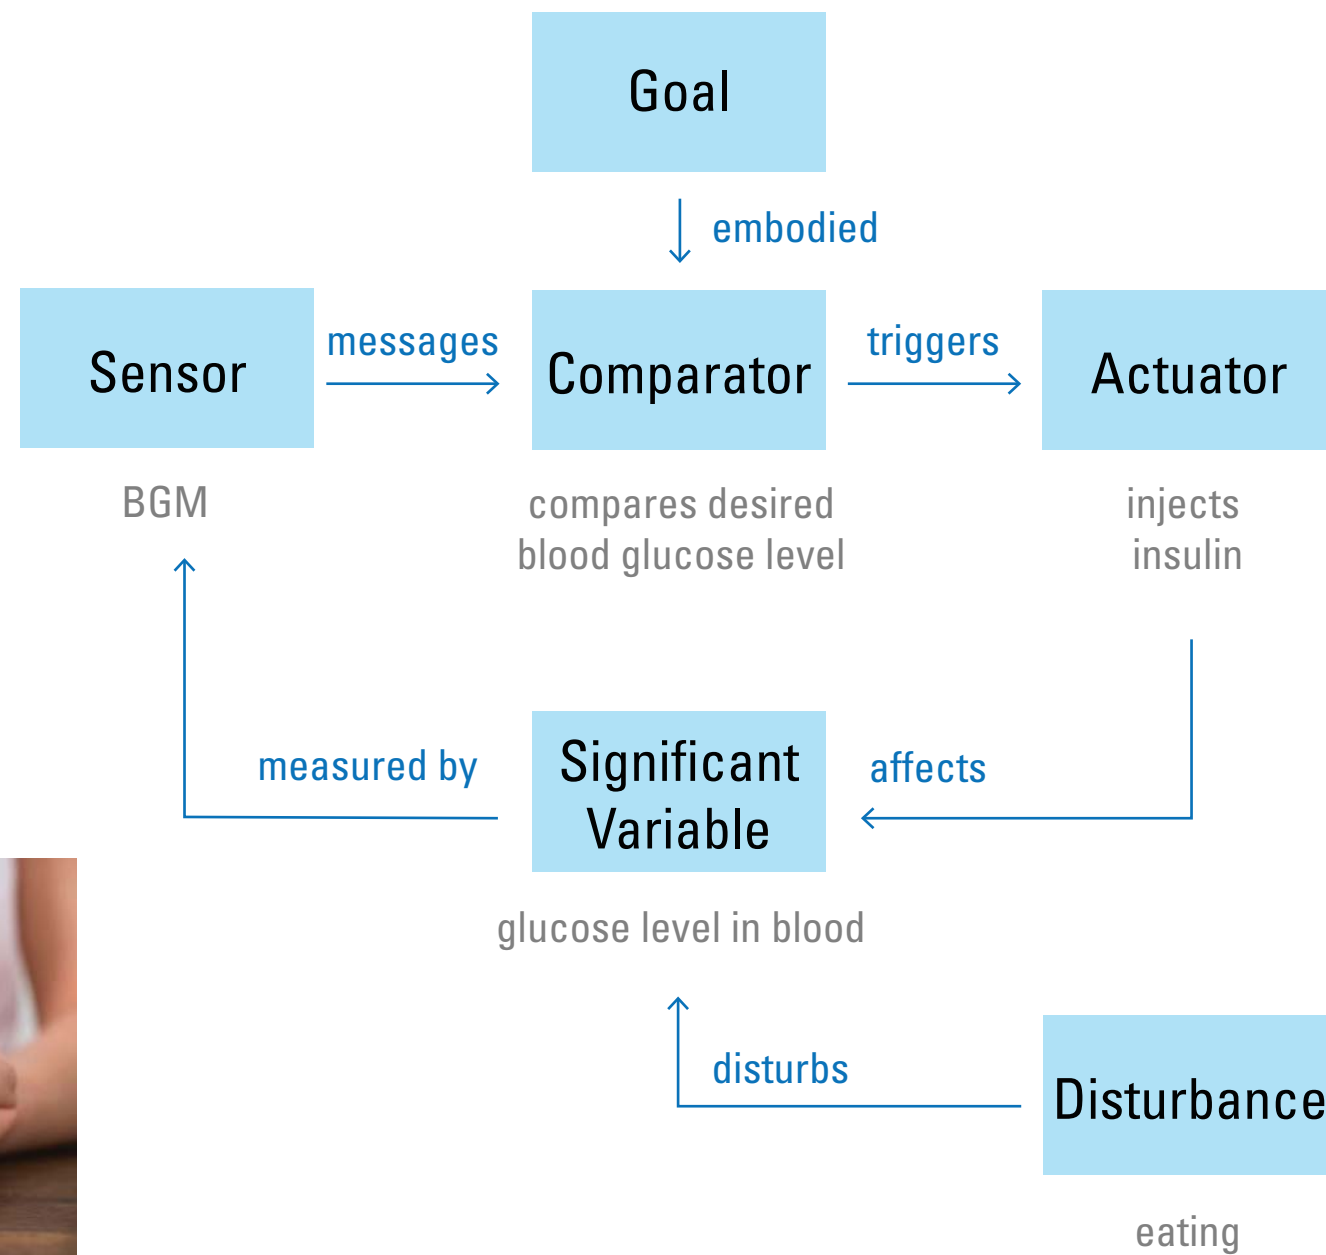 Goal
embodied
Sensor
messages
Comparator
triggers
Actuator
BGM
compares desired
blood glucose level
injects
insulin
measured by
Significant
Variable
affects
glucose level in blood
disturbs
Disturbance
eating